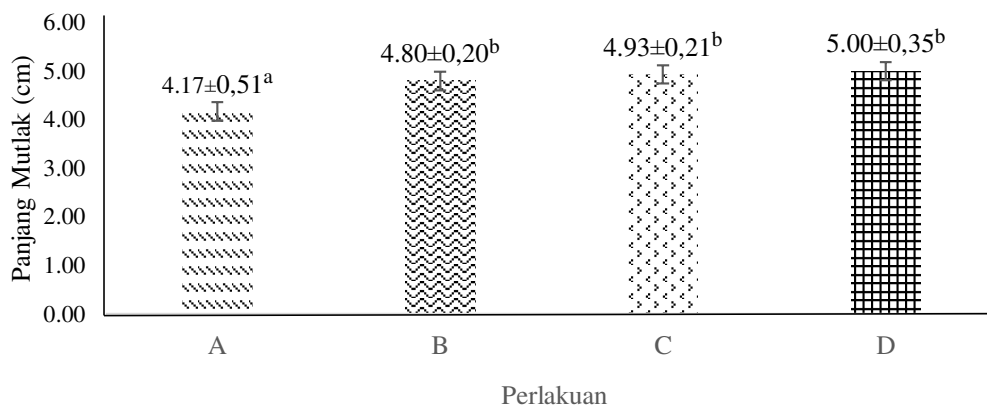 Panjang Mutlak (cm)
6.00
5.00
4.00
3.00
2.00
1.00
0.00
4.17±0,51ᵃ
4.80±0,20ᵇ
4.93±0,21ᵇ
5.00±0,35ᵇ
A
B
C
D
Perlakuan